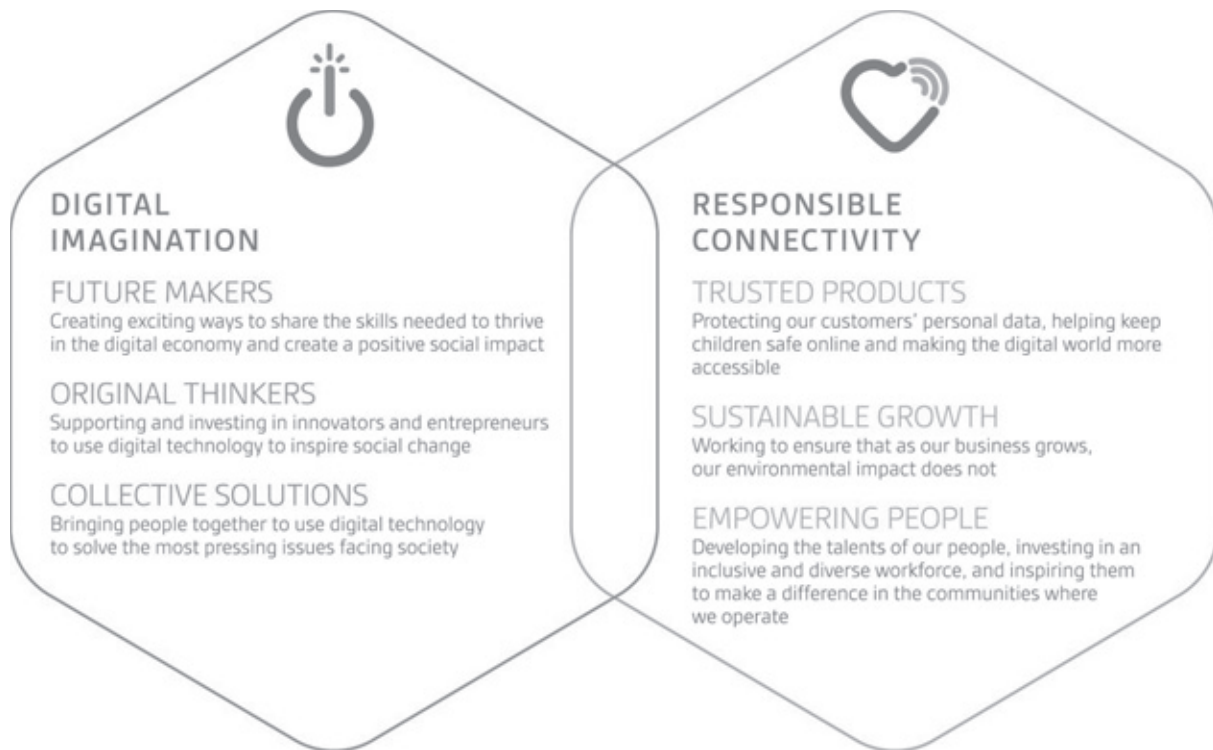 DIGITAL
IMAGINATION
FUTURE MAKERS
Creating exciting ways to share the skills needed to thrive
in the digital economy and create a positive social impact
ORIGINAL THINKERS
Supporting and investing in innovators and entrepreneurs
to use digital technology to inspire social change
COLLECTIVE SOLUTIONS
Bringing people together to use digital technology
to solve the most pressing issues facing society
RESPONSIBLE
CONNECTIVITY
TRUSTED PRODUCTS
Protecting our customers' personal data, helping keep
children safe online and making the digital world more
accessible
SUSTAINABLE GROWTH
Working to ensure that as our business grows,
our environmental impact does not
EMPOWERING PEOPLE
Developing the talents of our people, investing in an
inclusive and diverse workforce, and inspiring them
to make a difference in the communities where
we operate